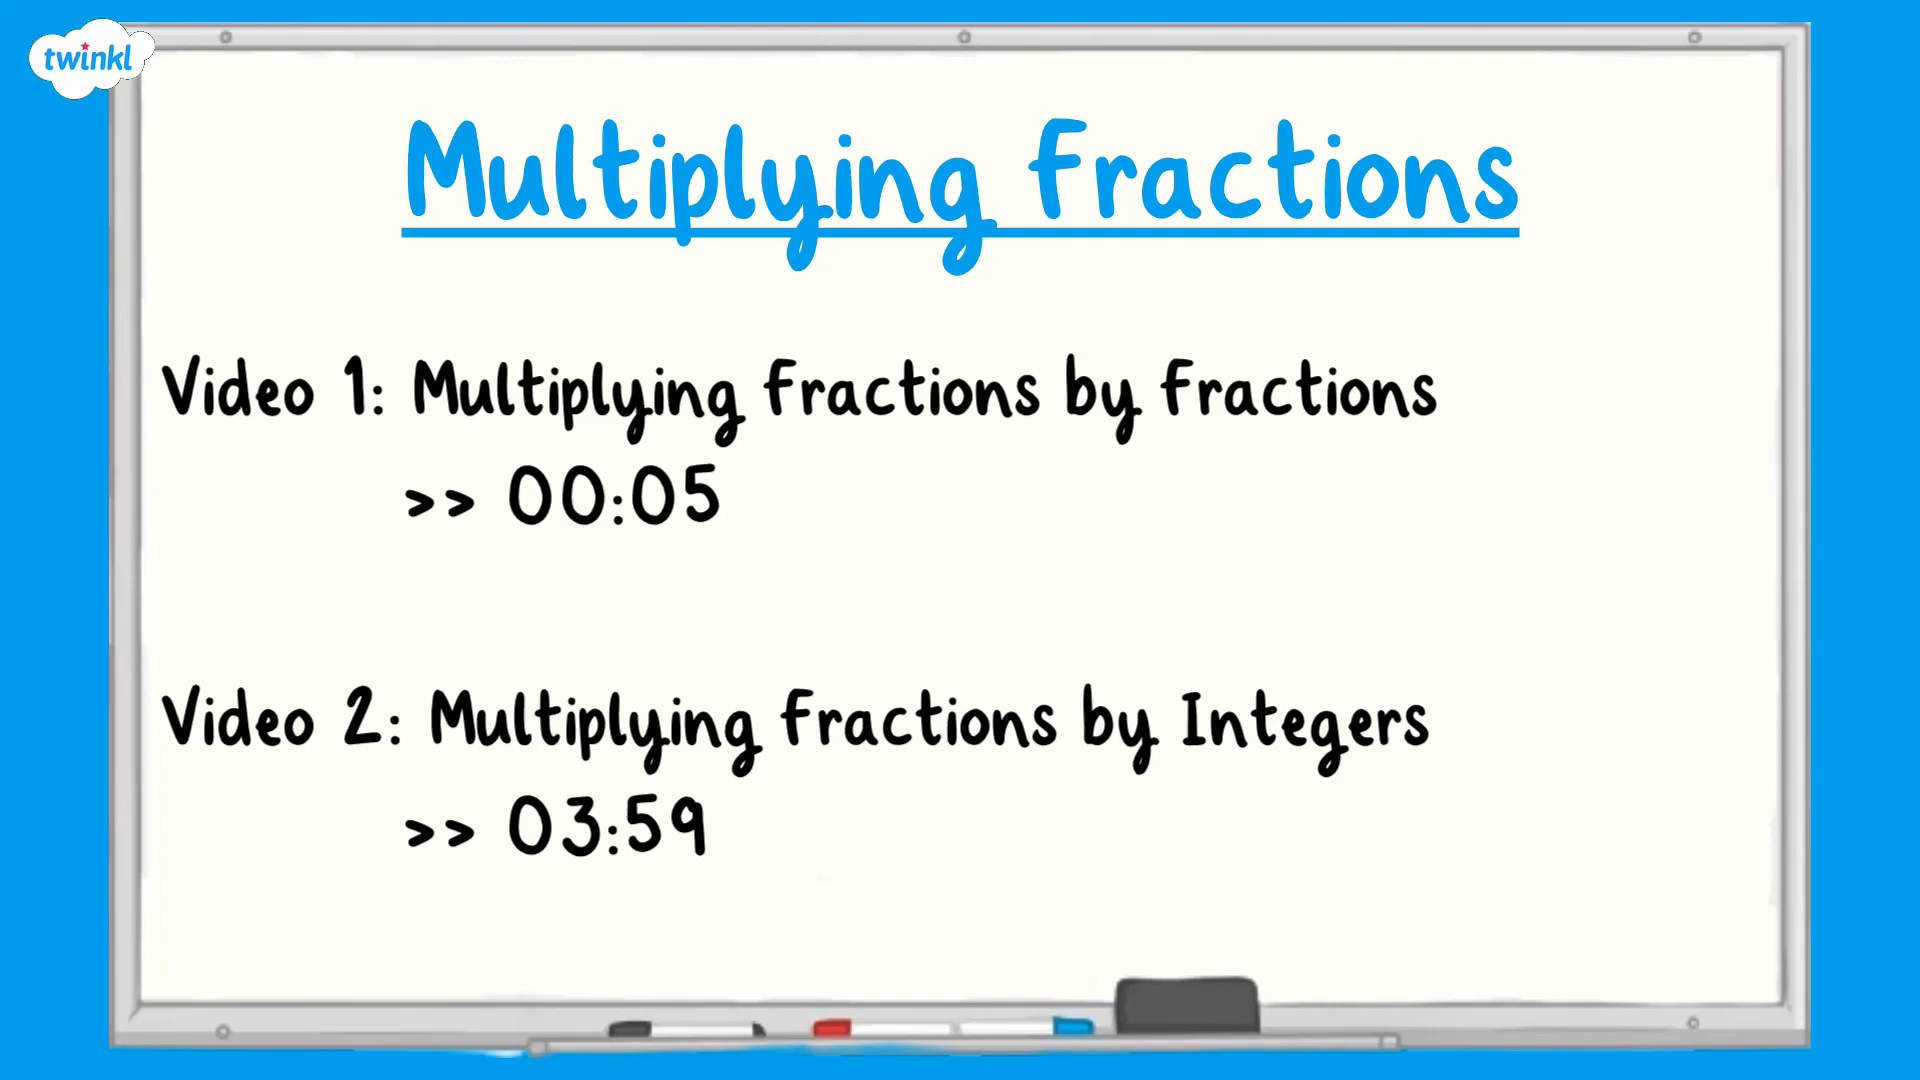 twinkl
Multiplying Fractions
Video 1: Multiplying Fractions by Fractions
>> 00:05
Video 2: Multiplying Fractions by Integers
>> 03:59